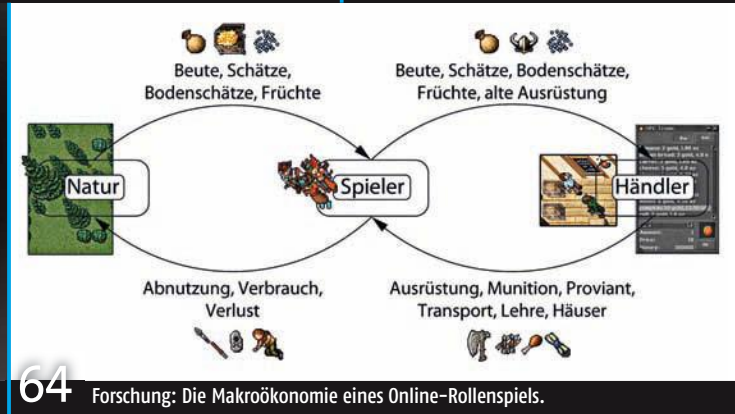 Beute, Schätze,
Bodenschätze, Früchte
Beute, Schätze, Bodenschätze,
Früchte, alte Ausrüstung
Natur
Spieler
Händler
Abnutzung, Verbrauch,
Verlust
Ausrüstung, Munition, Proviant,
Transport, Lehre, Häuser
64 Forschung: Die Makroökonomie eines Online-Rollenspiels.